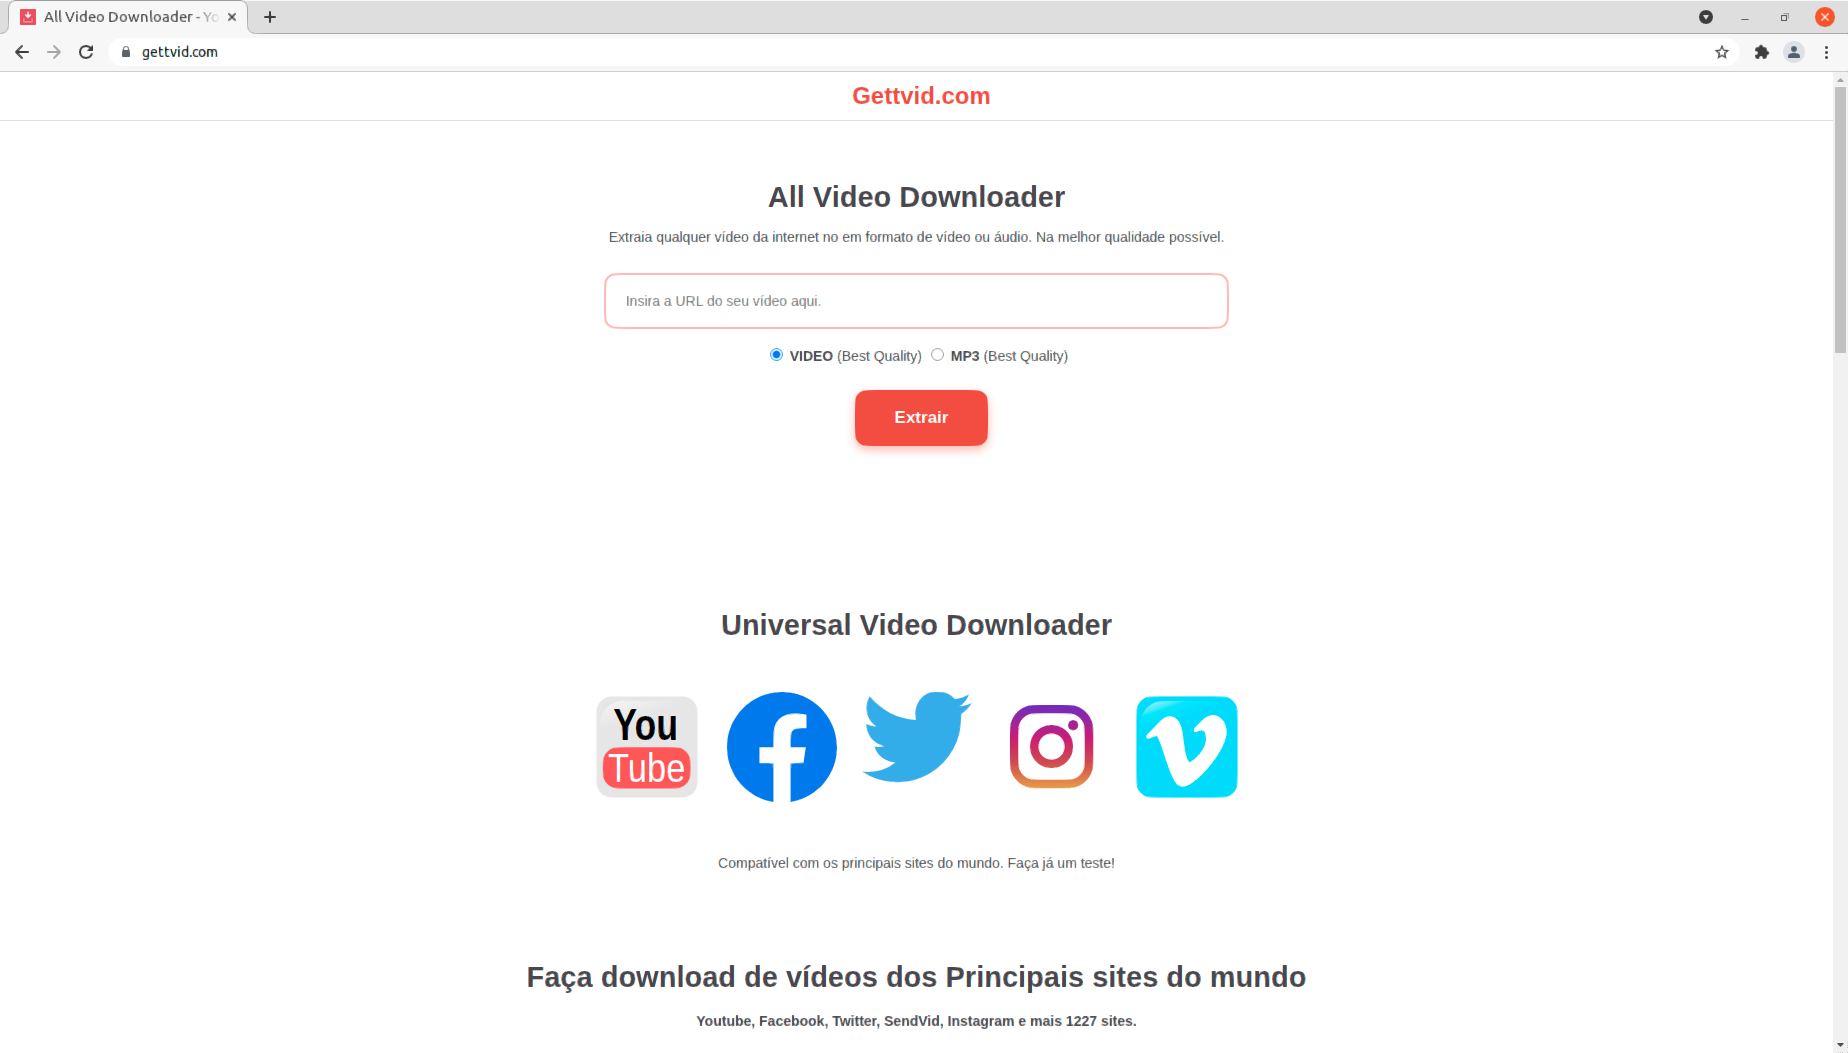 All Video Downloader - Yo
gettvid.com
Gettvid.com
All Video Downloader
Extraia qualquer vídeo da internet no em formato de vídeo ou áudio. Na melhor qualidade possível.
Insira a URL do seu vídeo aqui.
VIDEO (Best Quality) MP3 (Best Quality)
Extrair
Universal Video Downloader
You
Tube
Compatível com os principais sites do mundo. Faça já um teste!
Faça download de vídeos dos Principais sites do mundo
Youtube, Facebook, Twitter, SendVid, Instagram e mais 1227 sites.